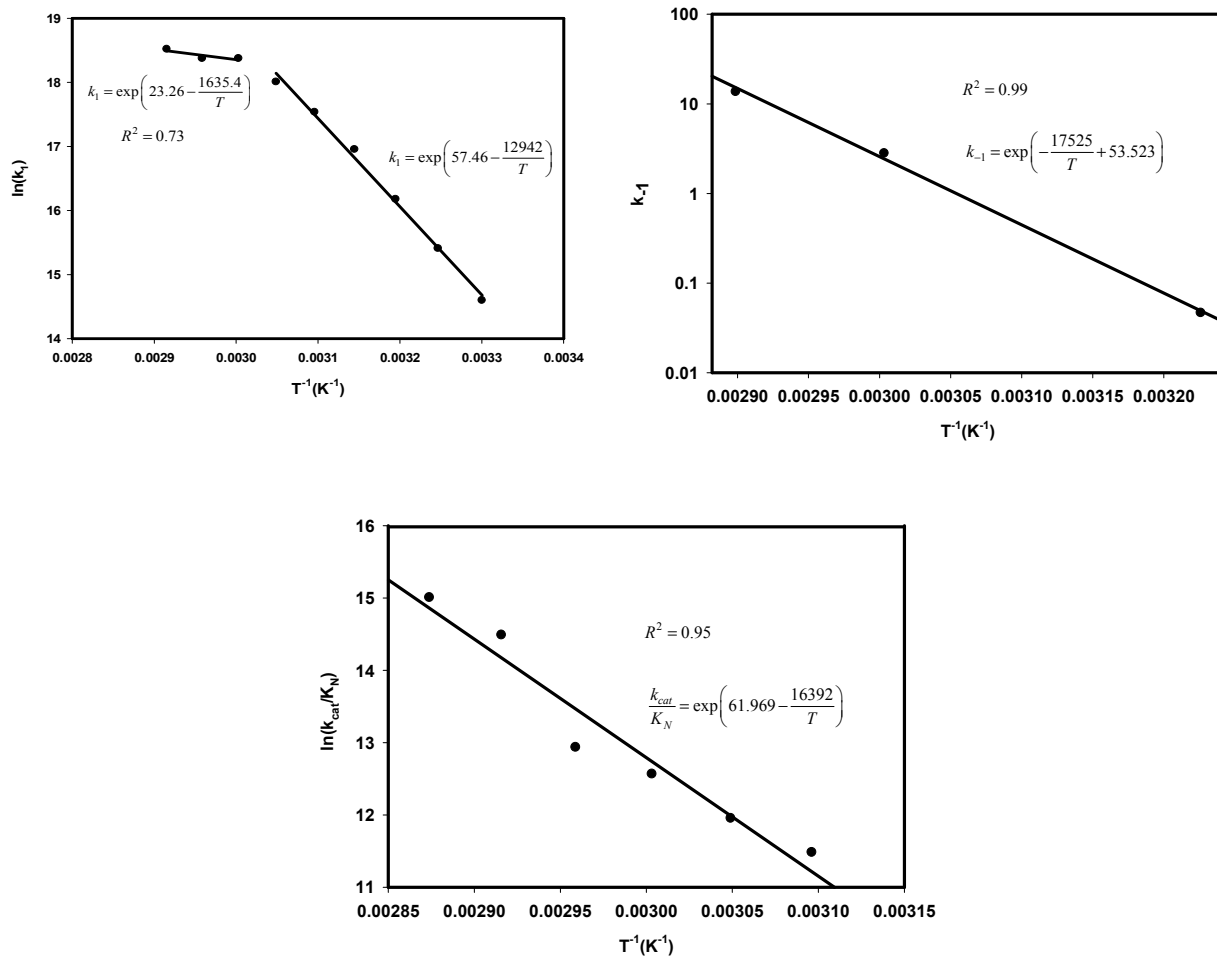 19
18
17
16
15
14
ln(k₁)
k₁ = exp(23.26 − 1635.4/T)
R² = 0.73
k₁ = exp(57.46 − 12942/T)
0.0028 0.0029 0.0030 0.0031 0.0032 0.0033 0.0034
T⁻¹(K⁻¹)
100
10
1
0.1
0.01
k₋₁
R² = 0.99
k₋₁ = exp(−17525/T + 53.523)
0.00290 0.00295 0.00300 0.00305 0.00310 0.00315 0.00320
T⁻¹(K⁻¹)
16
15
14
13
12
11
ln(k_cat/K_N)
R² = 0.95
k_cat/K_N = exp(61.969 − 16392/T)
0.00285 0.00290 0.00295 0.00300 0.00305 0.00310 0.00315
T⁻¹(K⁻¹)